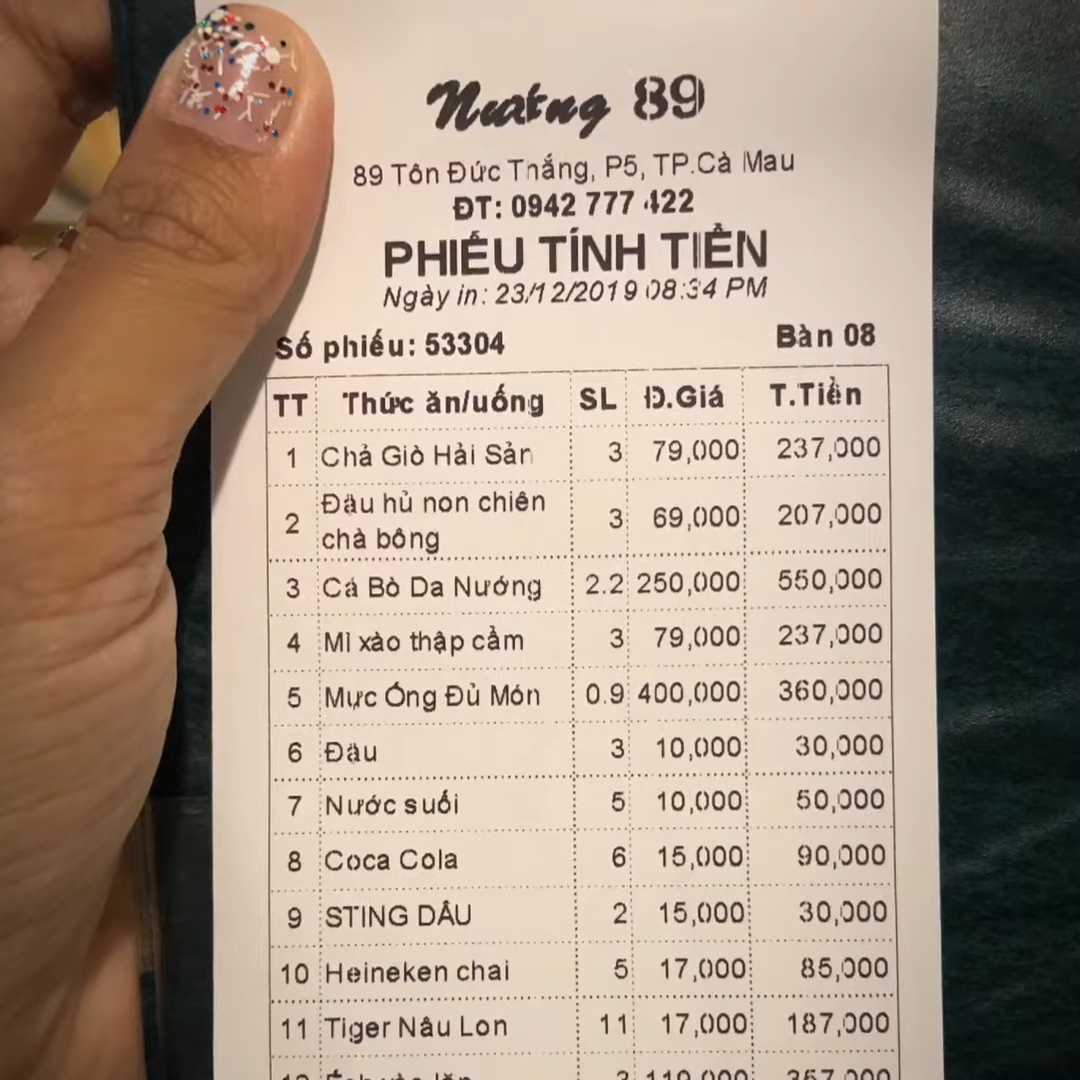 Nướng 89
89 Tôn Đức Thắng, P5, TP.Cà Mau
ĐT: 0942 777 422
PHIẾU TÍNH TIỀN
Ngày in: 23/12/2019 08:34 PM
Số phiếu: 53304 Bàn 08
TT Thức ăn/uống SL Đ.Giá T.Tiền
1 Chả Giò Hải Sản 3 79,000 237,000
2 Đậu hủ non chiên chà bông 3 69,000 207,000
3 Cá Bò Da Nướng 2.2 250,000 550,000
4 Mì xào thập cẩm 3 79,000 237,000
5 Mực Ống Đủ Món 0.9 400,000 360,000
6 Đậu 3 10,000 30,000
7 Nước suối 5 10,000 50,000
8 Coca Cola 6 15,000 90,000
9 STING DÂU 2 15,000 30,000
10 Heineken chai 5 17,000 85,000
11 Tiger Nâu Lon 11 17,000 187,000